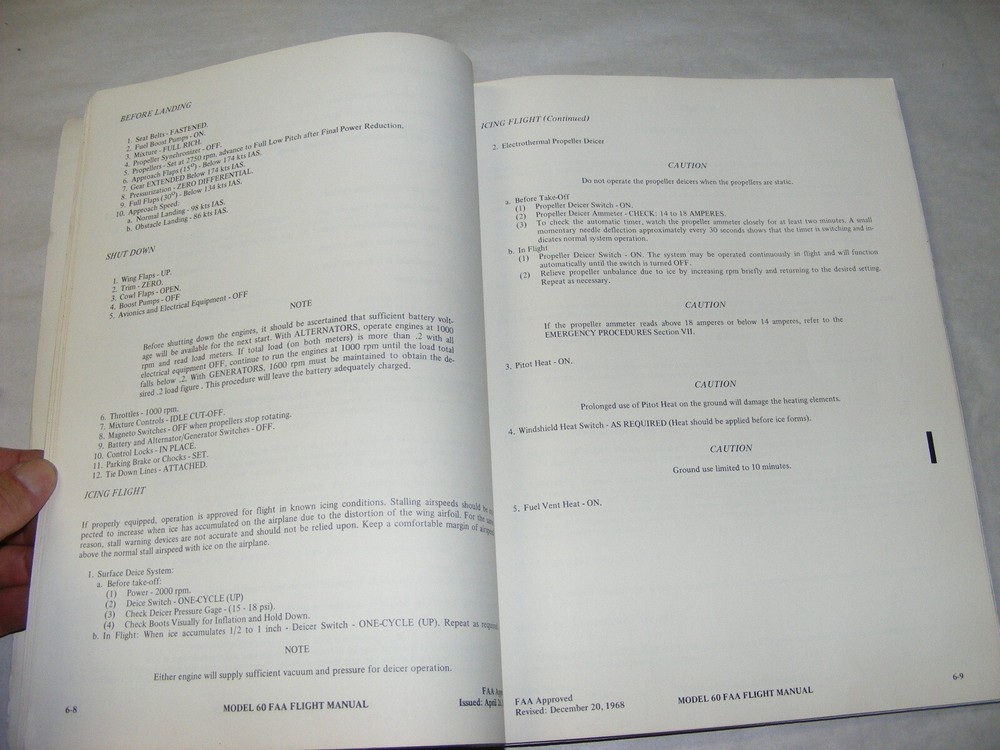 BEFORE LANDING
1. Seat Belts - FASTENED.
2. Fuel Boost Pumps - ON.
3. Mixture - FULL RICH.
4. Propeller Synchronizer - OFF.
5. Propellers - Set at 2750 rpm, advance to Full Low Pitch after Final Power Reduction.
6. Approach Flaps (15°) - Below 174 kts IAS.
7. Gear EXTENDED Below 174 kts IAS.
8. Pressurization - ZERO DIFFERENTIAL.
9. Full Flaps (30°) - Below 134 kts IAS.
10. Approach Speed:
a. Normal Landing - 98 kts IAS.
b. Obstacle Landing - 86 kts IAS.
SHUT DOWN
1. Wing Flaps - UP.
2. Trim - ZERO.
3. Cowl Flaps - OPEN.
4. Boost Pumps - OFF
5. Avionics and Electrical Equipment - OFF
NOTE
Before shutting down the engines, it should be ascertained that sufficient battery volt-
age will be available for the next start. With ALTERNATORS, operate engines at 1000
rpm and read load meters. If total load (on both meters) is more than .2 with all
electrical equipment OFF, continue to run the engines at 1000 rpm until the load total
falls below .2. With GENERATORS, 1600 rpm must be maintained to obtain the de-
sired .2 load figure. This procedure will leave the battery adequately charged.
6. Throttles - 1000 rpm.
7. Mixture Controls - IDLE CUT-OFF.
8. Magneto Switches - OFF when propellers stop rotating.
9. Battery and Alternator/Generator Switches - OFF.
10. Control Locks - IN PLACE.
11. Parking Brake or Chocks - SET.
12. Tie Down Lines - ATTACHED.
ICING FLIGHT
If properly equipped, operation is approved for flight in known icing conditions. Stalling airspeeds should be
pected to increase when ice has accumulated on the airplane due to the distortion of the wing airfoil. For the
reason, stall warning devices are not accurate and should not be relied upon. Keep a comfortable margin of
above the normal stall airspeed with ice on the airplane.
1. Surface Deice System:
a. Before take-off:
(1) Power - 2000 rpm.
(2) Deice Switch - ONE-CYCLE (UP)
(3) Check Deicer Pressure Gage - (15 - 18 psi).
(4) Check Boots Visually for Inflation and Hold Down.
b. In Flight: When ice accumulates 1/2 to 1 inch - Deicer Switch - ONE-CYCLE (UP). Repeat as
NOTE
Either engine will supply sufficient vacuum and pressure for deicer operation.
FAA
6-8 MODEL 60 FAA FLIGHT MANUAL Issued: April
ICING FLIGHT (Continued)
2. Electrothermal Propeller Deicer
CAUTION
Do not operate the propeller deicers when the propellers are static.
a. Before Take-Off
(1) Propeller Deicer Switch - ON.
(2) Propeller Deicer Ammeter - CHECK: 14 to 18 AMPERES.
(3) To check the automatic timer, watch the propeller ammeter closely for at least two minutes. A small
momentary needle deflection approximately every 30 seconds shows that the timer is switching and in-
dicates normal system operation.
b. In Flight
(1) Propeller Deicer Switch - ON. The system may be operated continuously in flight and will function
automatically until the switch is turned OFF.
(2) Relieve propeller unbalance due to ice by increasing rpm briefly and returning to the desired setting.
Repeat as necessary.
CAUTION
If the propeller ammeter reads above 18 amperes or below 14 amperes, refer to the
EMERGENCY PROCEDURES Section VII.
3. Pitot Heat - ON.
CAUTION
Prolonged use of Pitot Heat on the ground will damage the heating elements.
4. Windshield Heat Switch - AS REQUIRED (Heat should be applied before ice forms).
CAUTION
Ground use limited to 10 minutes.
5. Fuel Vent Heat - ON.
FAA Approved
Revised: December 20, 1968 MODEL 60 FAA FLIGHT MANUAL 6-9